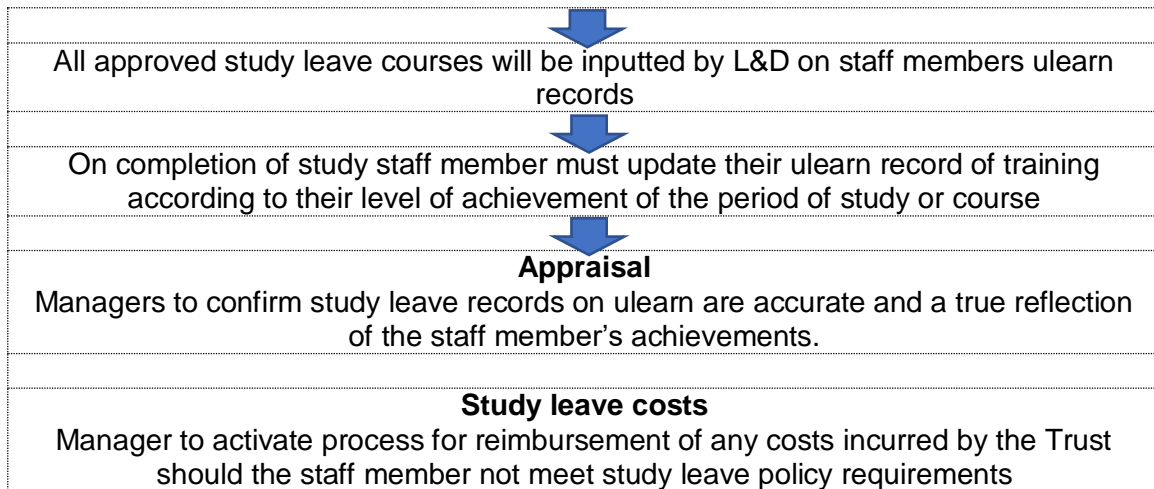 All approved study leave courses will be inputted by L&D on staff members ulearn
records
On completion of study staff member must update their ulearn record of training
according to their level of achievement of the period of study or course
Appraisal
Managers to confirm study leave records on ulearn are accurate and a true reflection
of the staff member’s achievements.
Study leave costs
Manager to activate process for reimbursement of any costs incurred by the Trust
should the staff member not meet study leave policy requirements